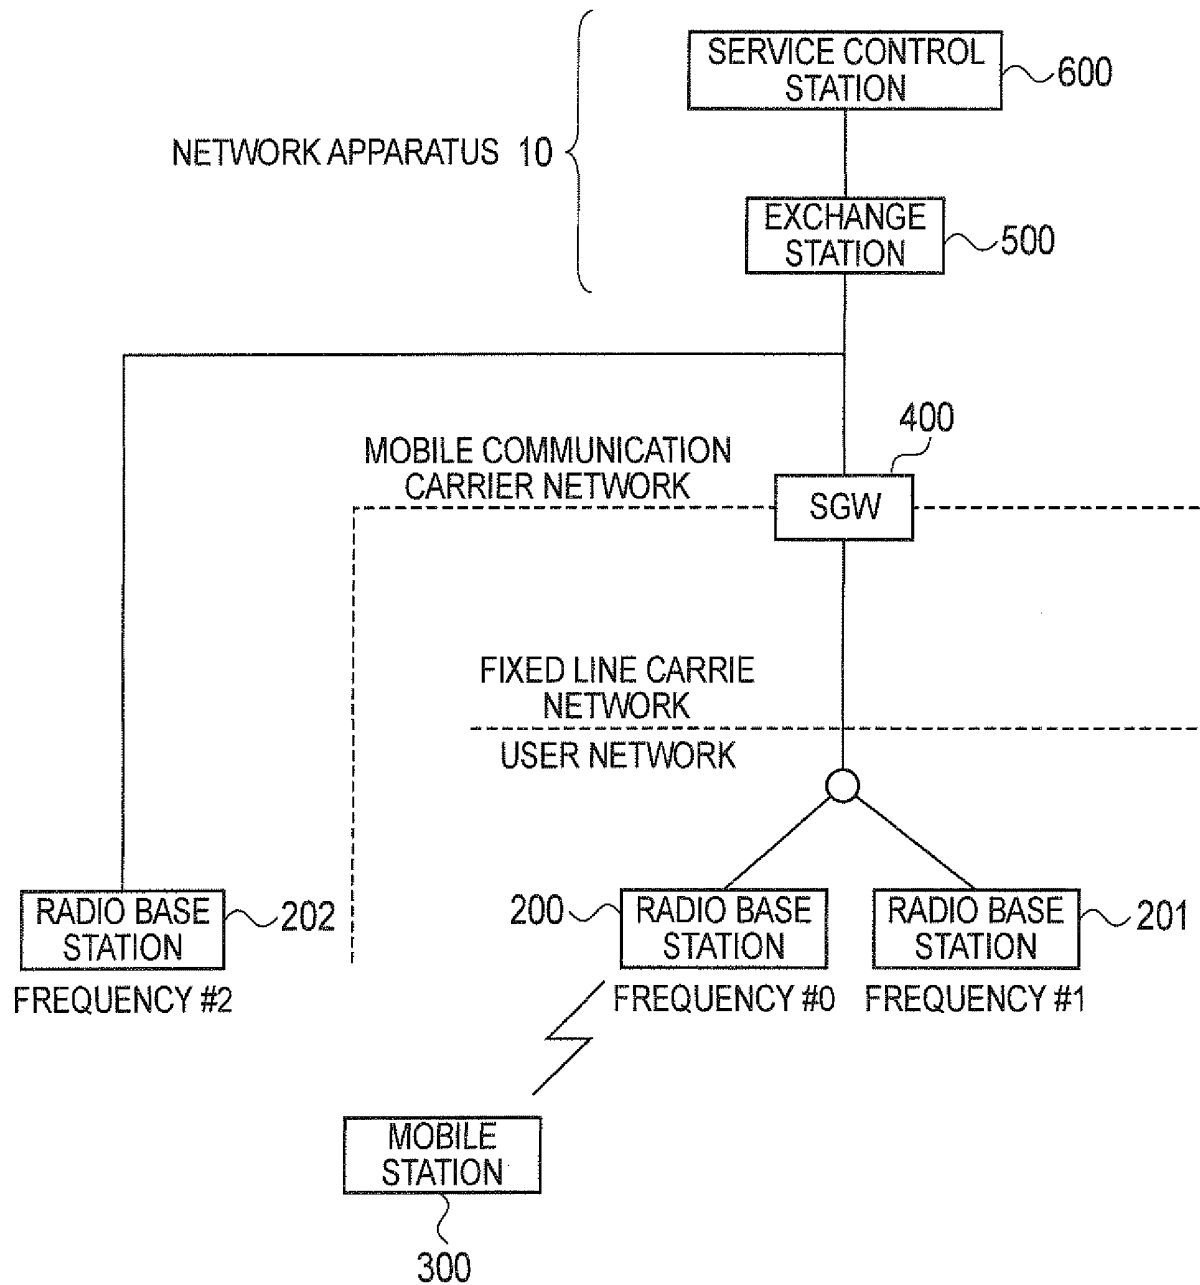 SERVICE CONTROL
STATION
600
NETWORK APPARATUS 10
EXCHANGE
STATION
500
400
MOBILE COMMUNICATION
CARRIER NETWORK
SGW
FIXED LINE CARRIE
NETWORK
USER NETWORK
RADIO BASE
STATION
202
FREQUENCY #2
200
RADIO BASE
STATION
FREQUENCY #0
RADIO BASE
STATION
201
FREQUENCY #1
MOBILE
STATION
300